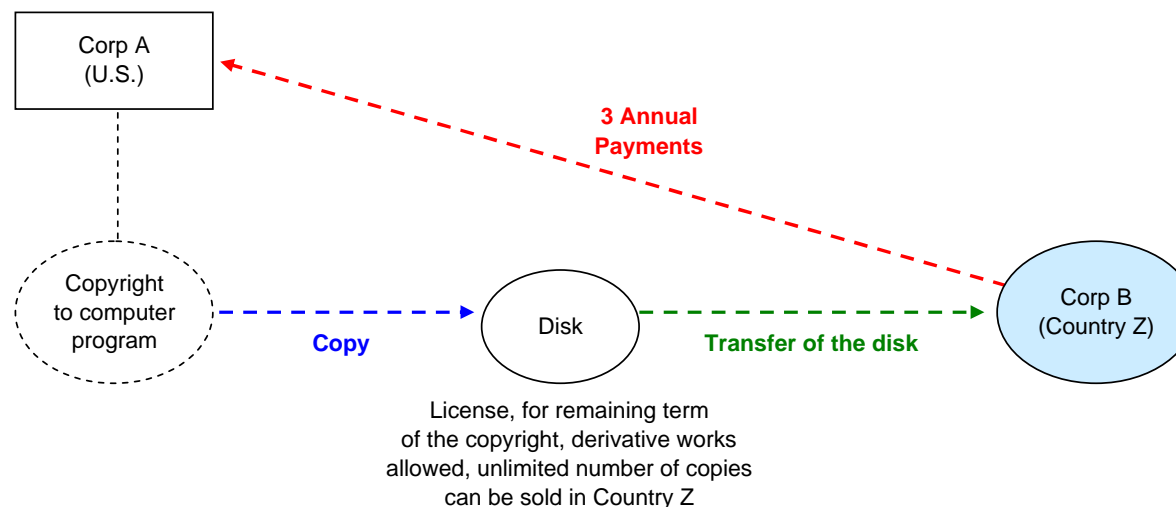 Corp A
(U.S.)
3 Annual
Payments
Copyright
to computer
program
Copy
Disk
Transfer of the disk
Corp B
(Country Z)
License, for remaining term
of the copyright, derivative works
allowed, unlimited number of copies
can be sold in Country Z